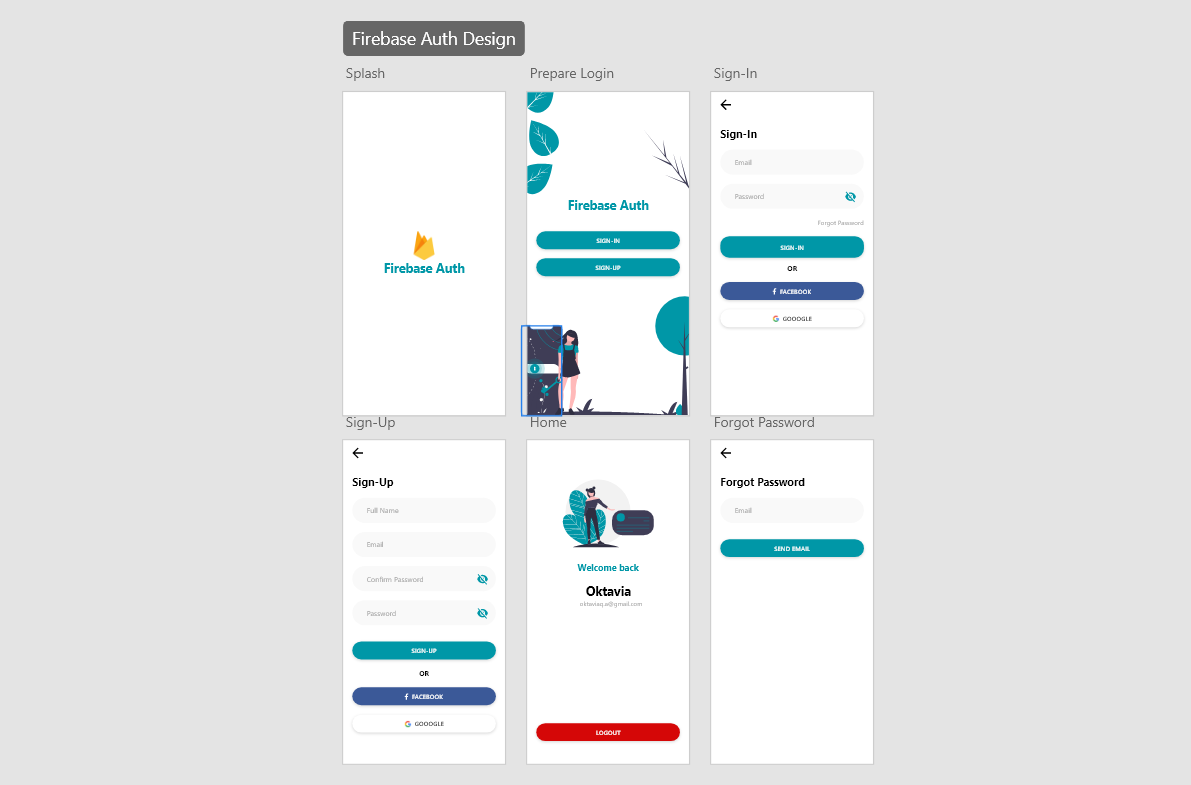 Firebase Auth Design
Splash
Firebase Auth
Prepare Login
Firebase Auth
SIGN-IN
SIGN-UP
Sign-In
Sign-In
Email
Password
Forgot Password
SIGN-IN
OR
FACEBOOK
GOOOGLE
Sign-Up
Sign-Up
Full Name
Email
Confirm Password
Password
SIGN-UP
OR
FACEBOOK
GOOOGLE
Home
Welcome back
Oktavia
oktaviaq.a@gmail.com
LOGOUT
Forgot Password
Forgot Password
Email
SEND EMAIL